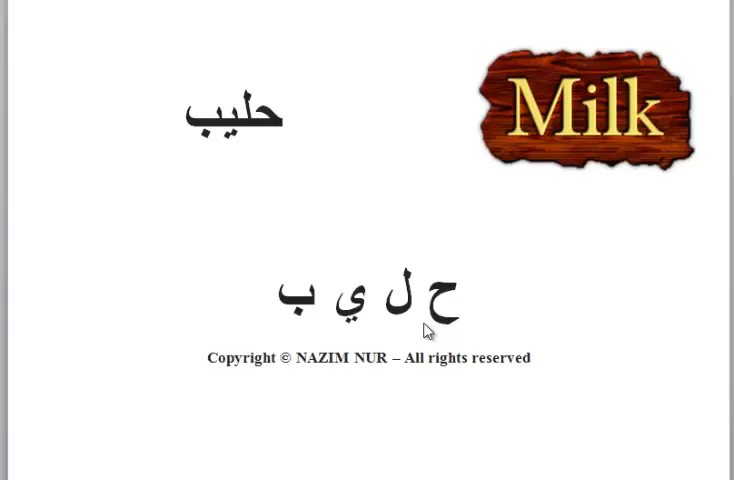 حليب
Milk
ح ل ي ب
Copyright © NAZIM NUR – All rights reserved